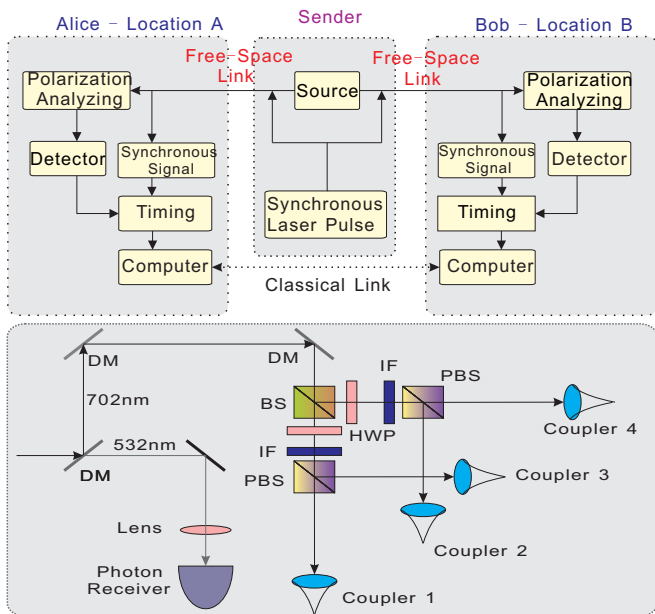 Alice – Location A
Sender
Bob – Location B
Free–Space
Link
Free–Space
Link
Polarization
Analyzing
Source
Polarization
Analyzing
Detector
Synchronous
Signal
Synchronous
Signal
Detector
Timing
Synchronous
Laser Pulse
Timing
Computer
Computer
Classical Link
DM
DM
702nm
BS
IF
PBS
HWP
Coupler 4
532nm
DM
IF
PBS
Coupler 3
Lens
Coupler 2
Photon
Receiver
Coupler 1